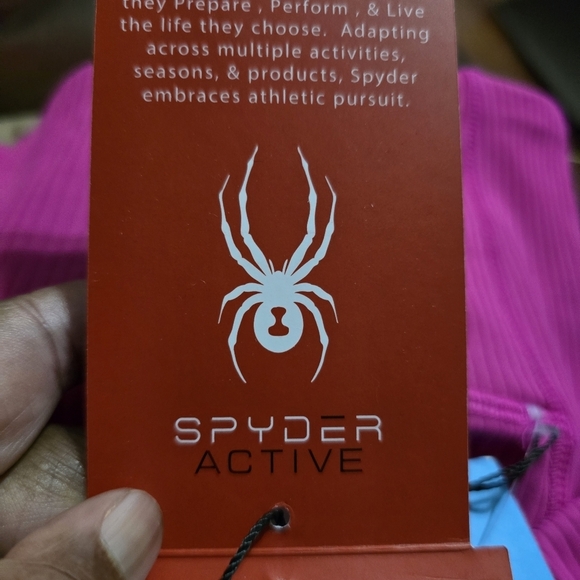 they Prepare , Perform , & Live
the life they choose. Adapting
across multiple activities,
seasons, & products, Spyder
embraces athletic pursuit.
SPYDER
ACTIVE